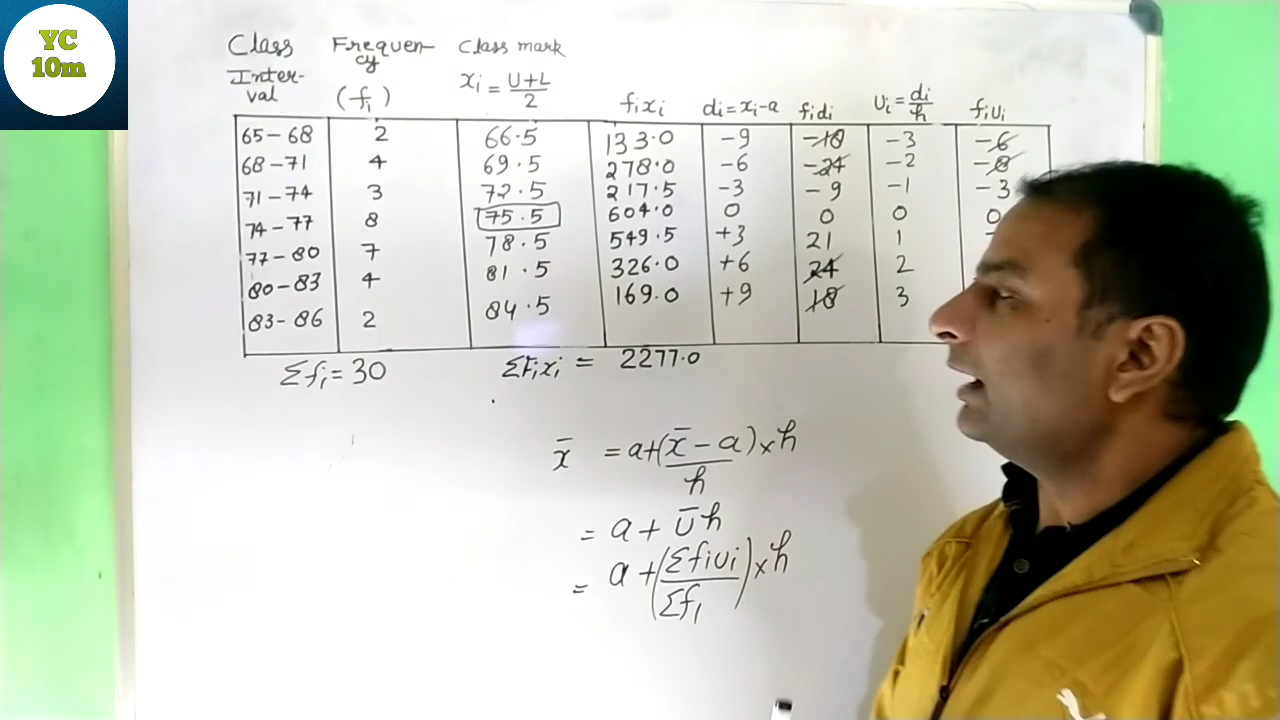 YC
10m
Class Inter-val | Frequen-cy (fi) | Class mark xi = U+L/2 | fixi | di=xi-a | fidi | Ui = di/h | fiui
65-68 | 2 | 66.5 | 133.0 | -9 | -18 | -3 | -6
68-71 | 4 | 69.5 | 278.0 | -6 | -24 | -2 | -8
71-74 | 3 | 72.5 | 217.5 | -3 | -9 | -1 | -3
74-77 | 8 | 75.5 | 604.0 | 0 | 0 | 0 | 0
77-80 | 7 | 78.5 | 549.5 | +3 | 21 | 1
80-83 | 4 | 81.5 | 326.0 | +6 | 24 | 2
83-86 | 2 | 84.5 | 169.0 | +9 | 18 | 3
Σfi = 30 Σfixi = 2277.0
x̄ = a+(x̄-a)/h × h
= a + ūh
= a + (Σfiui/Σfi) × h